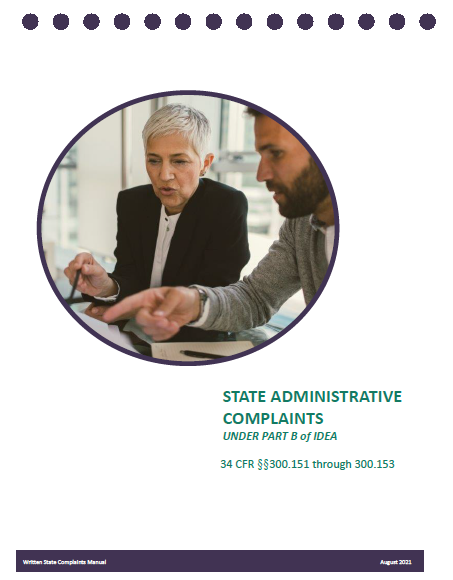 STATE ADMINISTRATIVE
COMPLAINTS
UNDER PART B of IDEA
34 CFR §§300.151 through 300.153
Written State Complaints Manual
August 2021